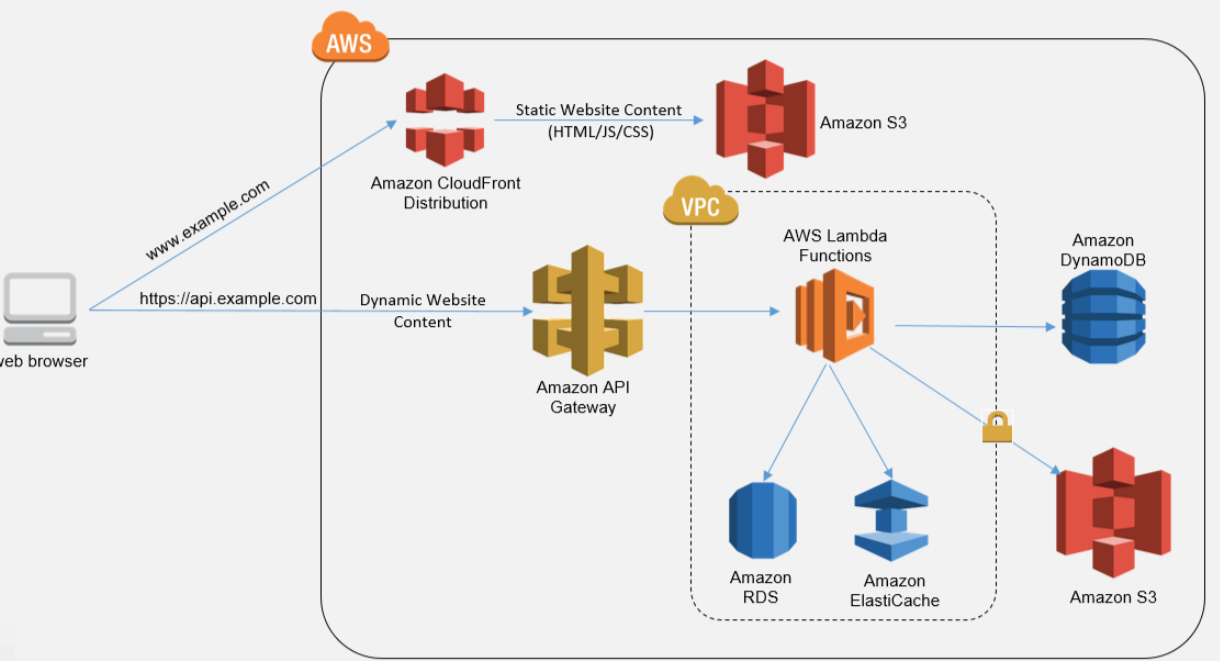 AWS
Static Website Content
(HTML/JS/CSS)
Amazon S3
Amazon CloudFront
Distribution
www.example.com
VPC
AWS Lambda
Functions
Amazon
DynamoDB
https://api.example.com
Dynamic Website
Content
web browser
Amazon API
Gateway
Amazon
RDS
Amazon
ElastiCache
Amazon S3